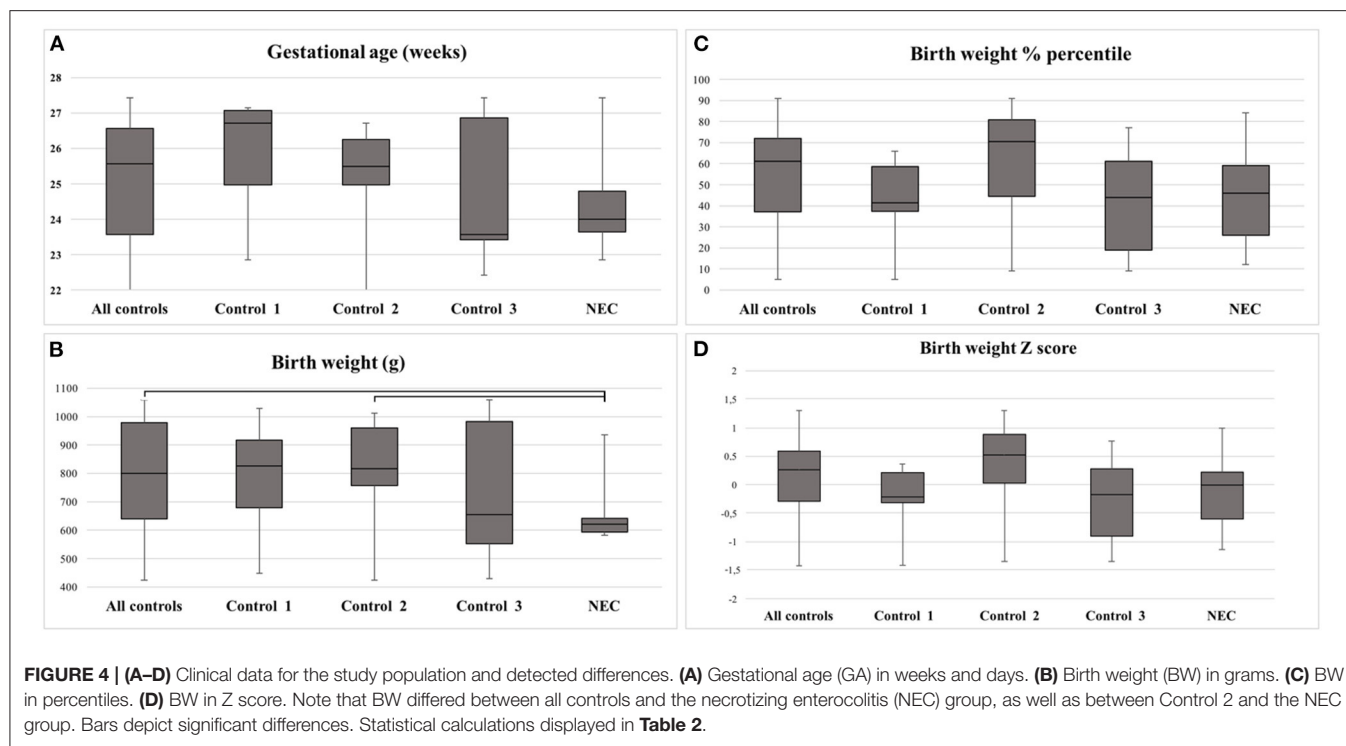 A
Gestational age (weeks)
28
27
26
25
24
23
22
All controls Control 1 Control 2 Control 3 NEC
B
Birth weight (g)
1100
1000
900
800
700
600
500
400
All controls Control 1 Control 2 Control 3 NEC
C
Birth weight % percentile
100
90
80
70
60
50
40
30
20
10
0
All controls Control 1 Control 2 Control 3 NEC
D
Birth weight Z score
2
1,5
1
0,5
0
-0,5
-1
-1,5
-2
All controls Control 1 Control 2 Control 3 NEC
FIGURE 4 | (A–D) Clinical data for the study population and detected differences. (A) Gestational age (GA) in weeks and days. (B) Birth weight (BW) in grams. (C) BW
in percentiles. (D) BW in Z score. Note that BW differed between all controls and the necrotizing enterocolitis (NEC) group, as well as between Control 2 and the NEC
group. Bars depict significant differences. Statistical calculations displayed in Table 2.